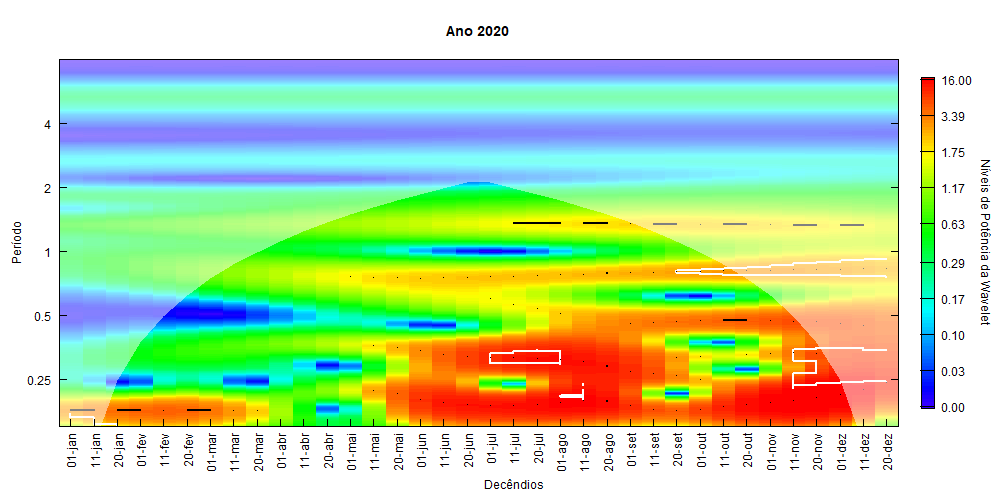 Ano 2020
Período
4
2
1
0.5
0.25
01-jan
11-jan
20-jan
01-fev
11-fev
20-fev
01-mar
11-mar
20-mar
01-abr
11-abr
20-abr
01-mai
11-mai
20-mai
01-jun
11-jun
20-jun
01-jul
11-jul
20-jul
01-ago
11-ago
20-ago
01-set
11-set
20-set
01-out
11-out
20-out
01-nov
11-nov
20-nov
01-dez
11-dez
20-dez
Decêndios
16.00
3.39
1.75
1.17
0.63
0.29
0.17
0.10
0.03
0.00
Níveis de Potência da Wavelet